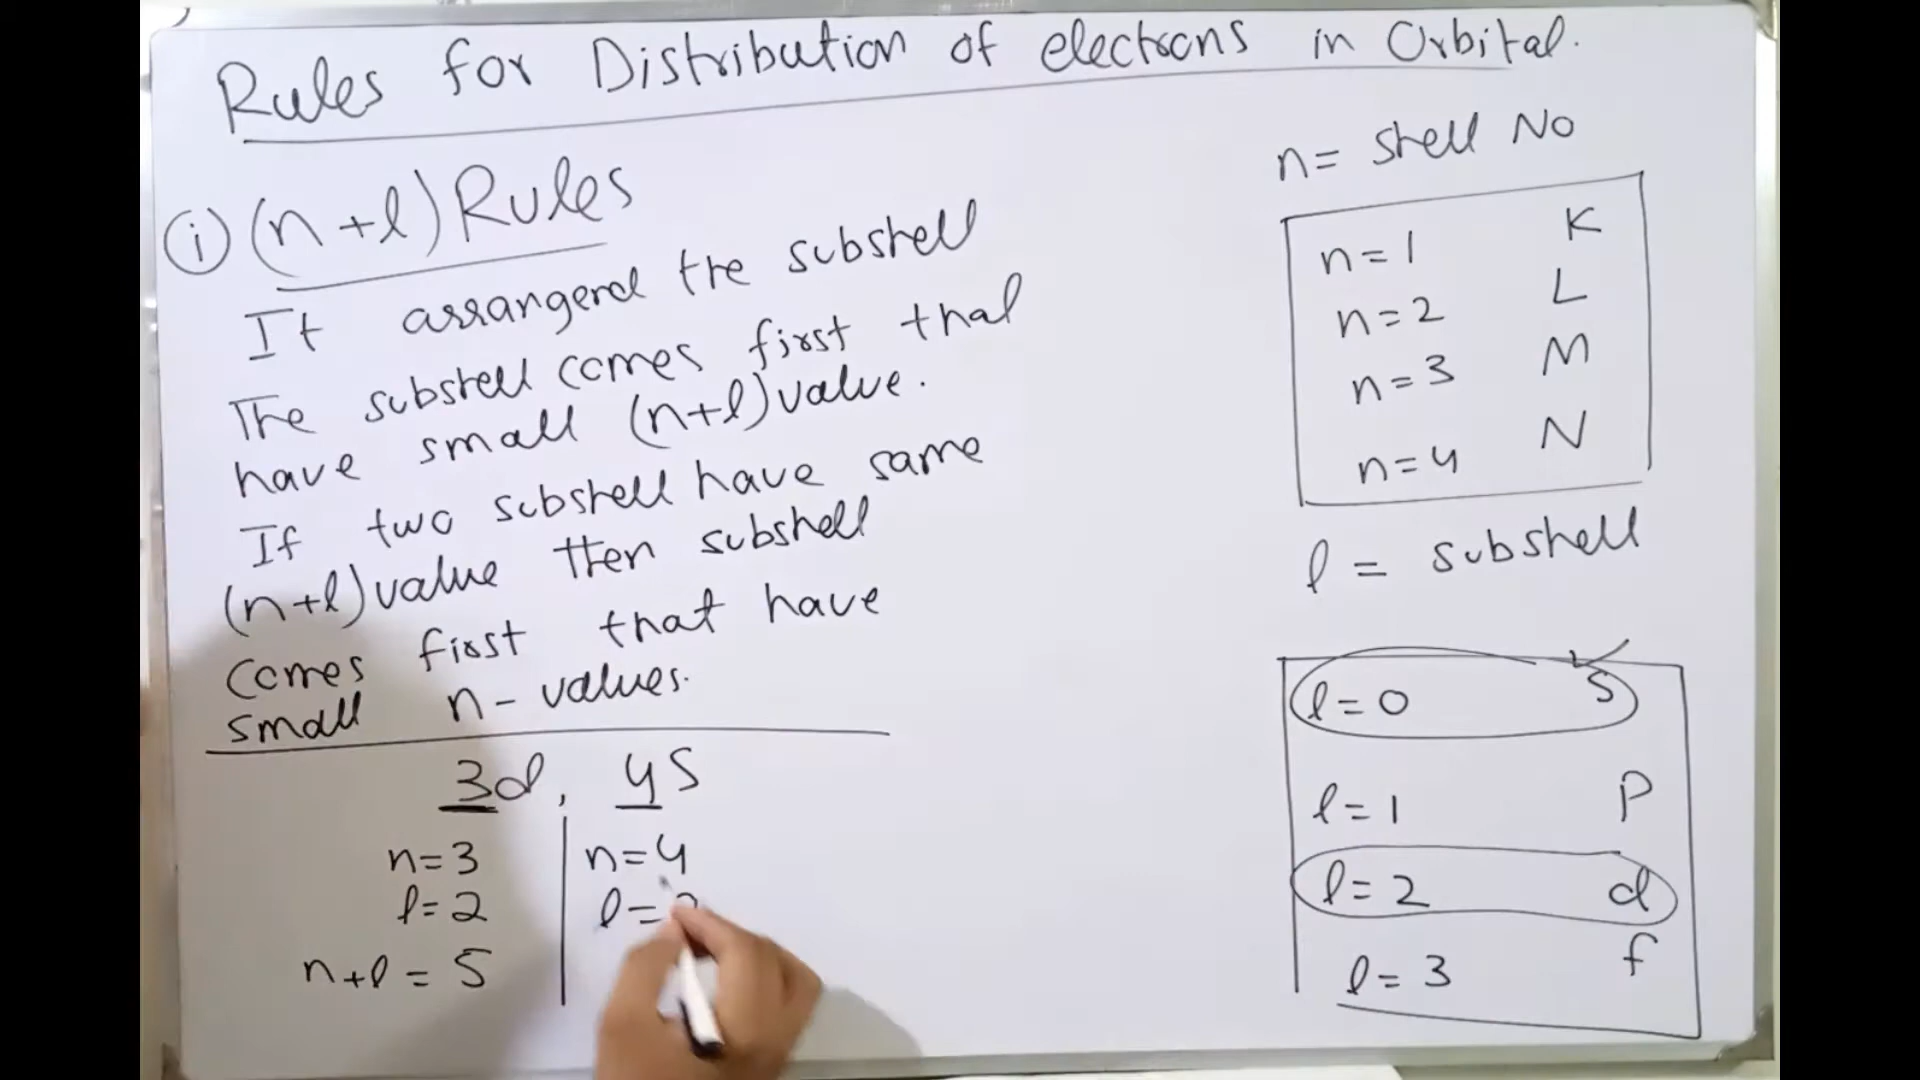 Rules for Distribution of electrons in Orbital.
(i) (n+l) Rules
It arrangend the subshell
The subshell comes first that
have small (n+l) value.
If two subshell have same
(n+l) value then subshell
comes first that have
small n- values.
3d, 4s
n=3
l=2
n+l = 5
n=4
l=
n= shell No
n=1 K
n=2 L
n=3 M
n=4 N
l = subshell
l=0 s
l=1 p
l=2 d
l=3 f